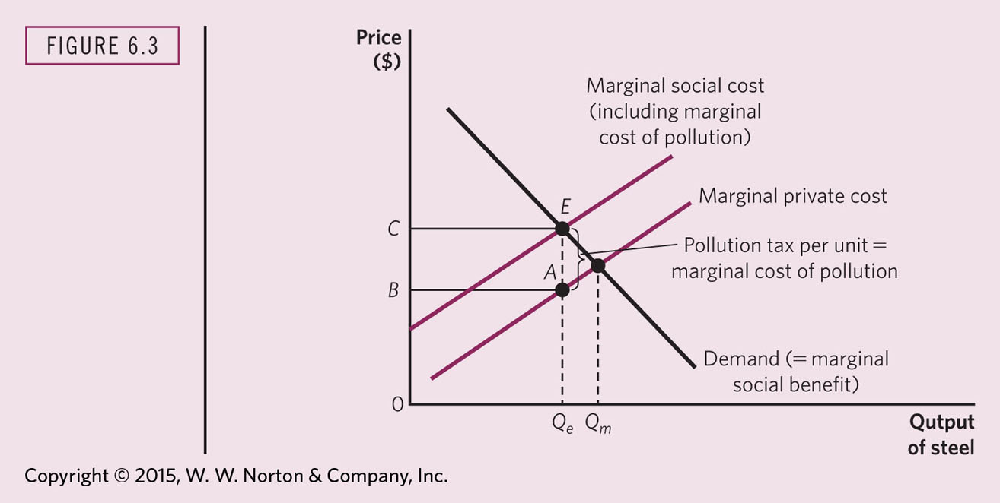 FIGURE 6.3
Price
($)
Marginal social cost
(including marginal
cost of pollution)
E
Marginal private cost
C
Pollution tax per unit =
marginal cost of pollution
A
B
Demand (= marginal
social benefit)
0
Qe Qm
Qutput
of steel
Copyright © 2015, W. W. Norton & Company, Inc.